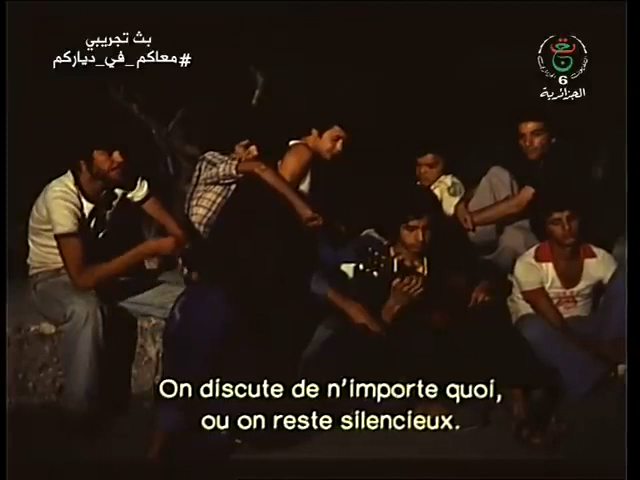 بث تجريبي
#معاكم_في_دياركم
6
الجزائرية
On discute de n'importe quoi,
ou on reste silencieux.